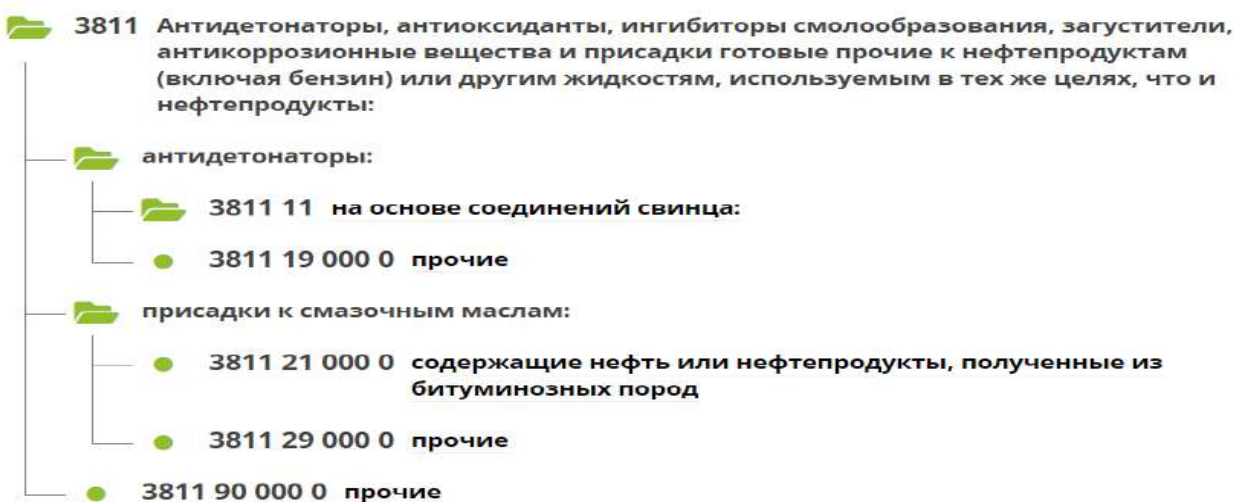 3811 Антидетонаторы, антиоксиданты, ингибиторы смолообразования, загустители,
антикоррозионные вещества и присадки готовые прочие к нефтепродуктам
(включая бензин) или другим жидкостям, используемым в тех же целях, что и
нефтепродукты:
антидетонаторы:
3811 11 на основе соединений свинца:
3811 19 000 0 прочие
присадки к смазочным маслам:
3811 21 000 0 содержащие нефть или нефтепродукты, полученные из
битуминозных пород
3811 29 000 0 прочие
3811 90 000 0 прочие